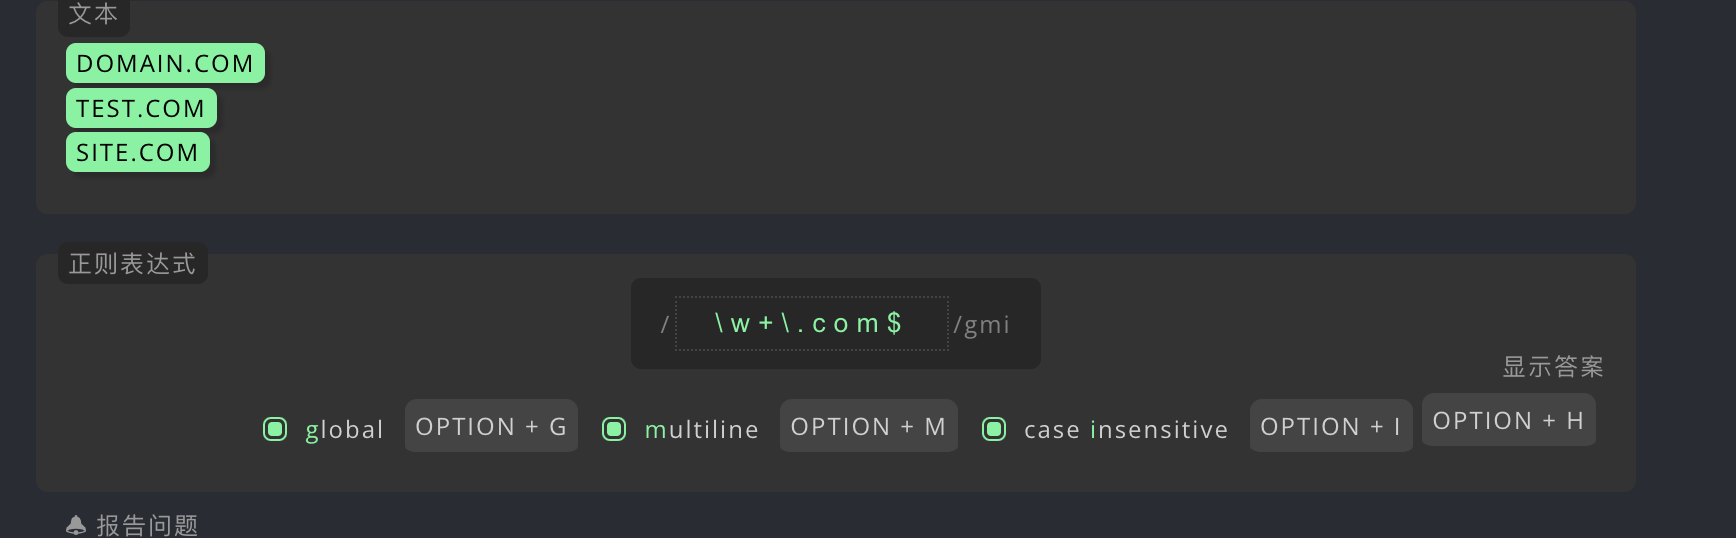 文本
DOMAIN.COM
TEST.COM
SITE.COM
正则表达式
/ \w+\.com$ /gmi
显示答案
global OPTION + G multiline OPTION + M case insensitive OPTION + I OPTION + H
报告问题